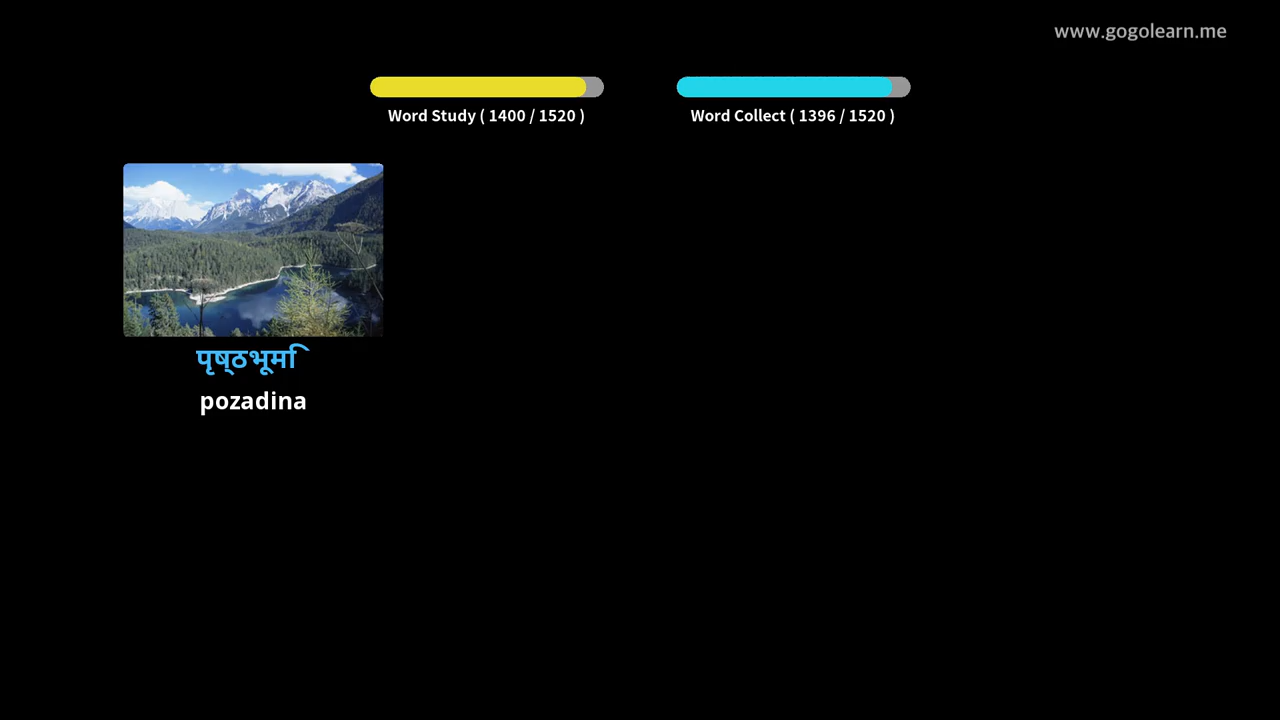 www.gogolearn.me
Word Study ( 1400 / 1520 )
Word Collect ( 1396 / 1520 )
पृष्ठभूमि
pozadina